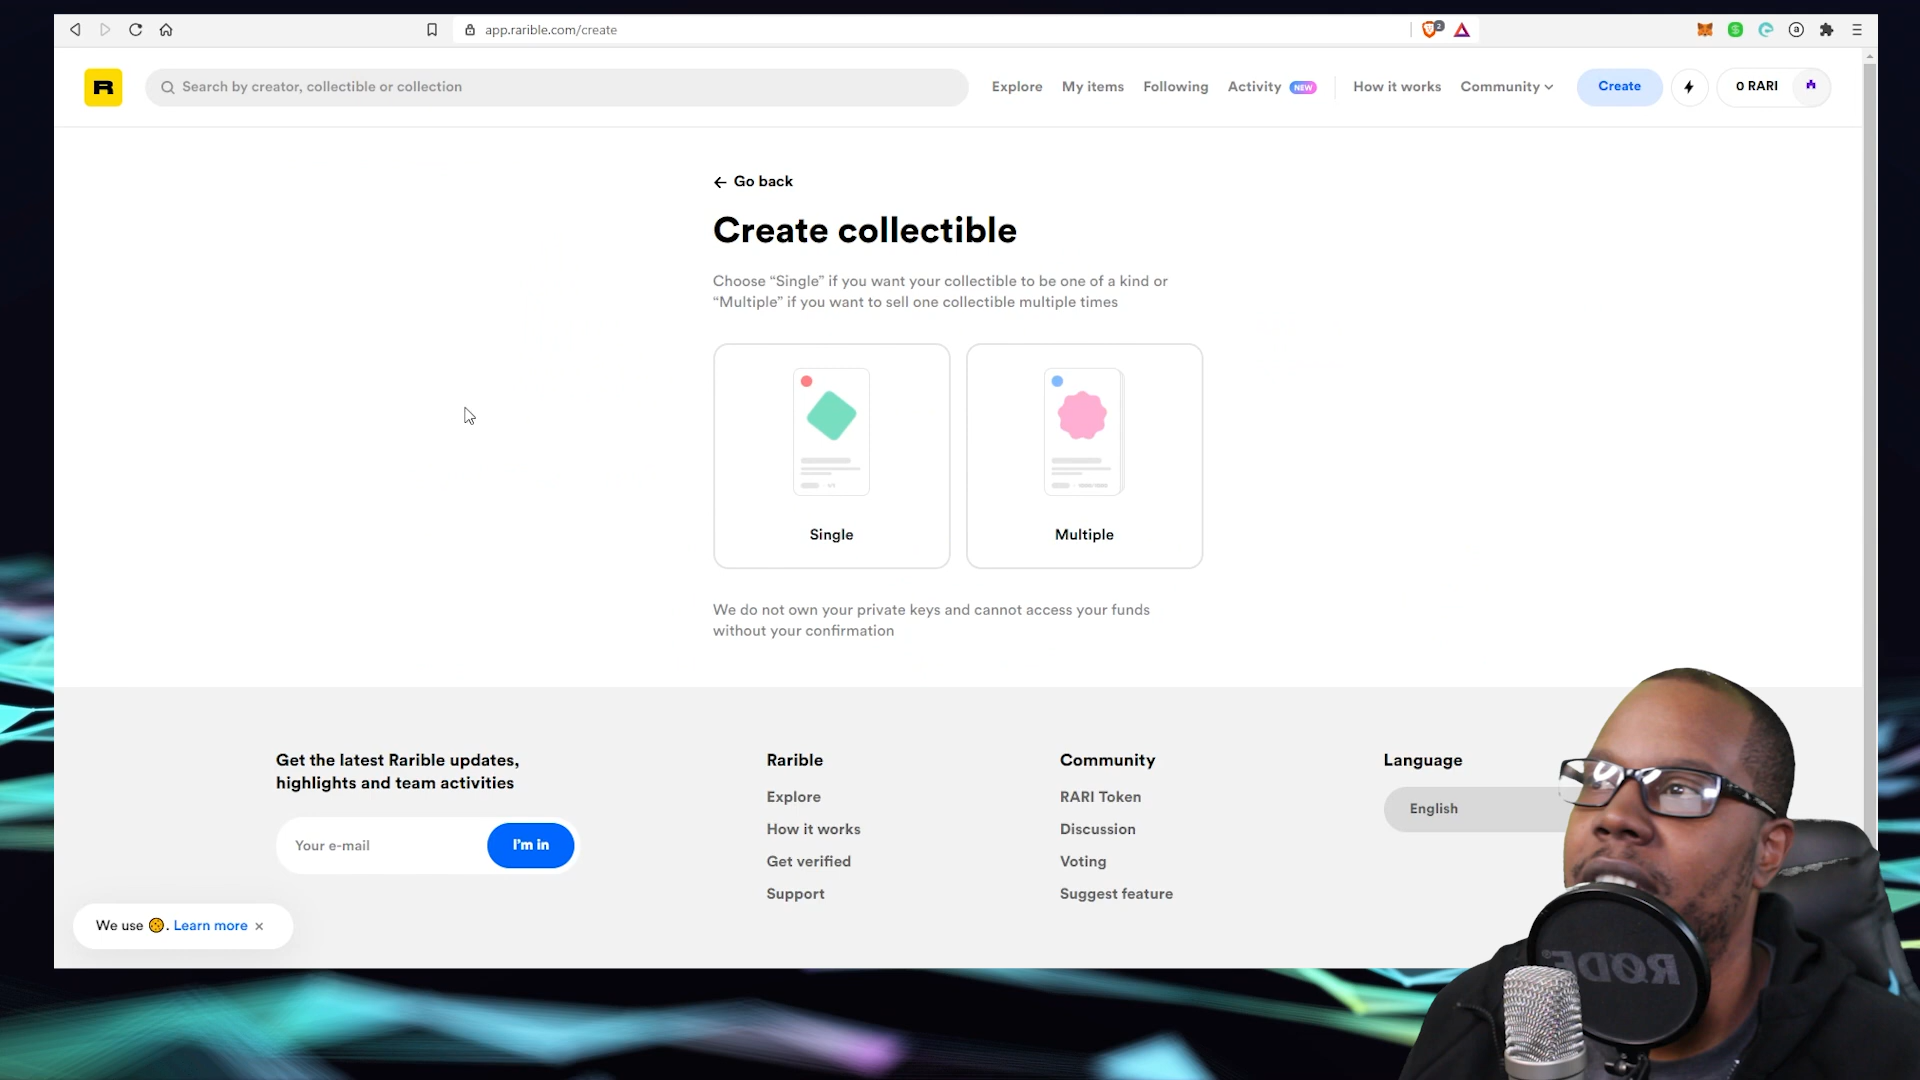 app.rarible.com/create
2
R
Search by creator, collectible or collection
Explore
My items
Following
Activity NEW
How it works
Community
Create
0 RARI
Go back
Create collectible
Choose “Single” if you want your collectible to be one of a kind or
“Multiple” if you want to sell one collectible multiple times
Single
Multiple
We do not own your private keys and cannot access your funds
without your confirmation
Get the latest Rarible updates,
highlights and team activities
Your e-mail
I'm in
Rarible
Explore
How it works
Get verified
Support
Community
RARI Token
Discussion
Voting
Suggest feature
Language
English
We use 🍪. Learn more ×
RØDE